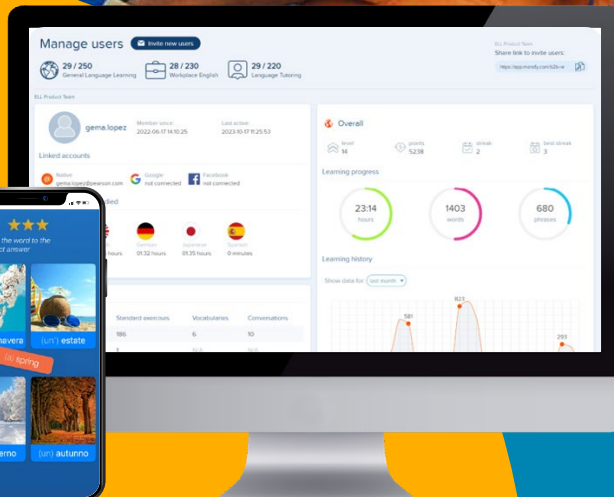 Manage users
Invite new users
29 / 250
General Language Learning
28 / 230
Workplace English
29 / 220
Language Tutoring
ELL Product Team
Share link to invite users:
ELL Product Team
gema.lopez
Member since:
2022-06-17 14:10:25
Last active:
2023-10-17 11:25:53
Linked accounts
Native
gema.lopez@pearson.com
Google
not connected
Facebook
not connected
hours
German
01:32 hours
Japanese
01:35 hours
Spanish
0 minutes
Standard exercises
Vocabularies
Conversations
186
6
10
1
N/A
N/A
Overall
level
14
points
5238
streak
2
best streak
3
Learning progress
23:14
hours
1403
words
680
phrases
Learning history
Show data for
last month
581
823
293
the word to the
ct answer
(un') estate
(a) spring
(un) autunno